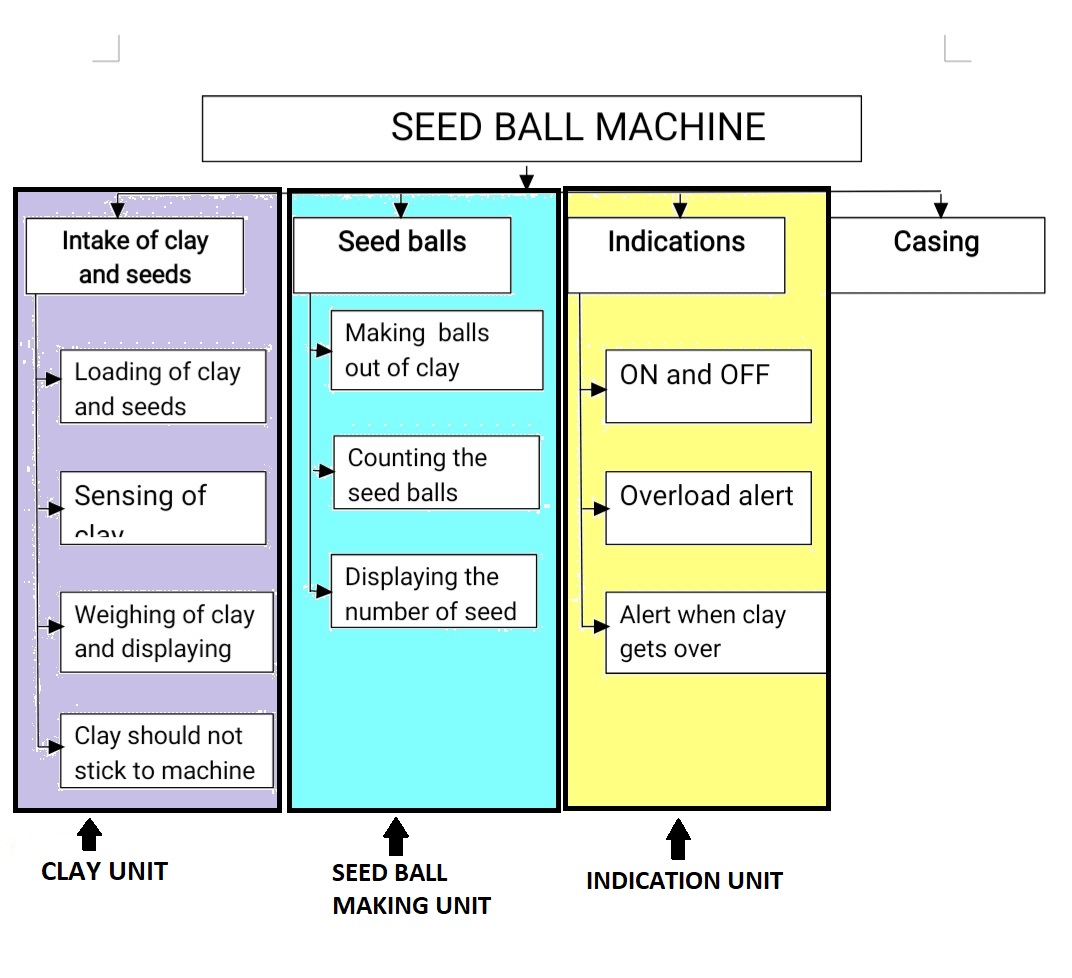 SEED BALL MACHINE
Intake of clay
and seeds
Loading of clay
and seeds
Sensing of
clay
Weighing of clay
and displaying
Clay should not
stick to machine
CLAY UNIT
Seed balls
Making balls
out of clay
Counting the
seed balls
Displaying the
number of seed
SEED BALL
MAKING UNIT
Indications
ON and OFF
Overload alert
Alert when clay
gets over
INDICATION UNIT
Casing